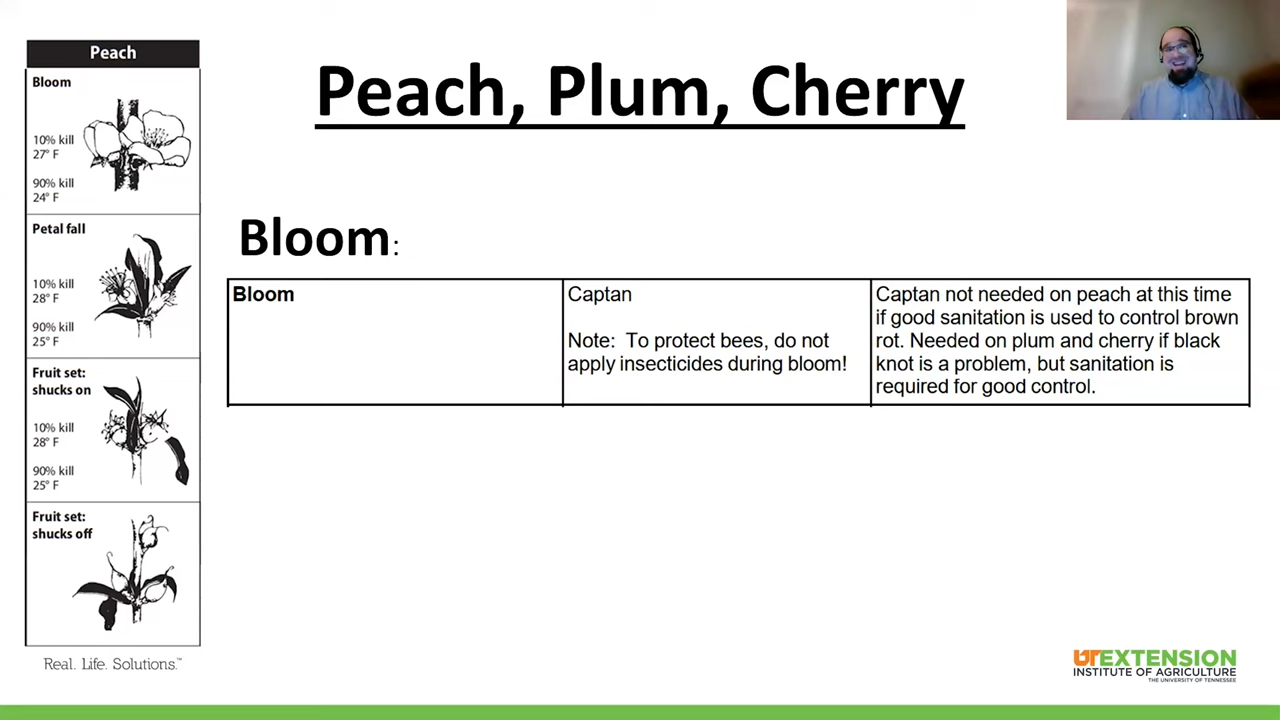 Peach
Bloom
10% kill
27° F
90% kill
24° F
Petal fall
10% kill
28° F
90% kill
25° F
Fruit set:
shucks on
10% kill
28° F
90% kill
25° F
Fruit set:
shucks off
Real. Life. Solutions.™
Peach, Plum, Cherry
Bloom:
Bloom
Captan
Note: To protect bees, do not
apply insecticides during bloom!
Captan not needed on peach at this time
if good sanitation is used to control brown
rot. Needed on plum and cherry if black
knot is a problem, but sanitation is
required for good control.
UT EXTENSION
INSTITUTE OF AGRICULTURE
THE UNIVERSITY OF TENNESSEE